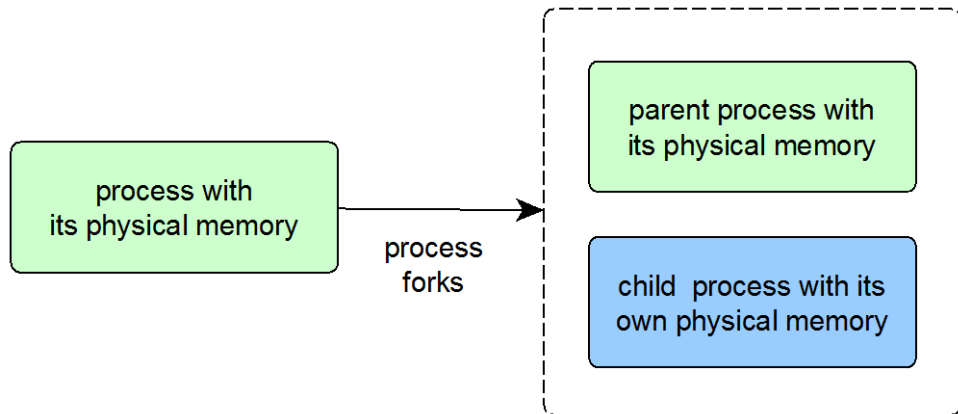 process with
its physical memory
process
forks
parent process with
its physical memory
child  process with its
own physical memory